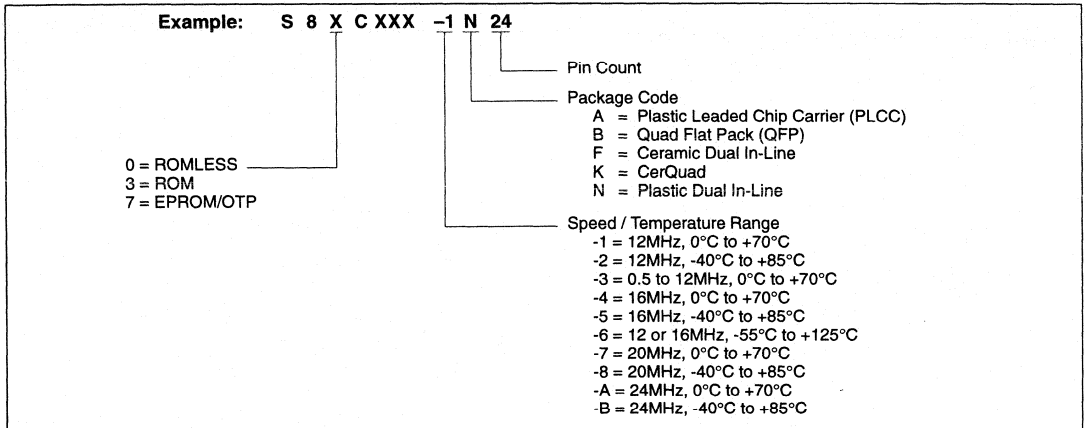 Example: S 8 X C XXX –1 N 24
Pin Count
Package Code
A = Plastic Leaded Chip Carrier (PLCC)
B = Quad Flat Pack (QFP)
F = Ceramic Dual In-Line
K = CerQuad
N = Plastic Dual In-Line
0 = ROMLESS
3 = ROM
7 = EPROM/OTP
Speed / Temperature Range
-1 = 12MHz, 0°C to +70°C
-2 = 12MHz, -40°C to +85°C
-3 = 0.5 to 12MHz, 0°C to +70°C
-4 = 16MHz, 0°C to +70°C
-5 = 16MHz, -40°C to +85°C
-6 = 12 or 16MHz, -55°C to +125°C
-7 = 20MHz, 0°C to +70°C
-8 = 20MHz, -40°C to +85°C
-A = 24MHz, 0°C to +70°C
-B = 24MHz, -40°C to +85°C